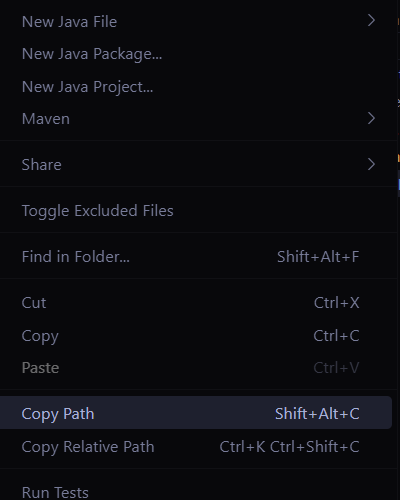 New Java File
New Java Package...
New Java Project...
Maven
Share
Toggle Excluded Files
Find in Folder... Shift+Alt+F
Cut Ctrl+X
Copy Ctrl+C
Paste Ctrl+V
Copy Path Shift+Alt+C
Copy Relative Path Ctrl+K Ctrl+Shift+C
Run Tests